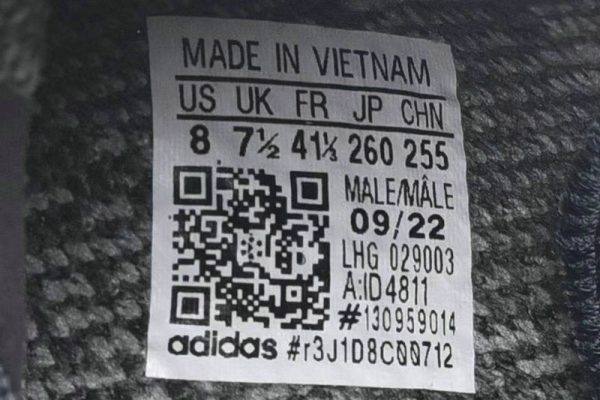 MADE IN VIETNAM
US UK FR JP CHN
8 7½ 41⅓ 260 255
MALE/MÂLE
09/22
LHG 029003
A:ID4811
#130959014
adidas #r3J1D8C00712